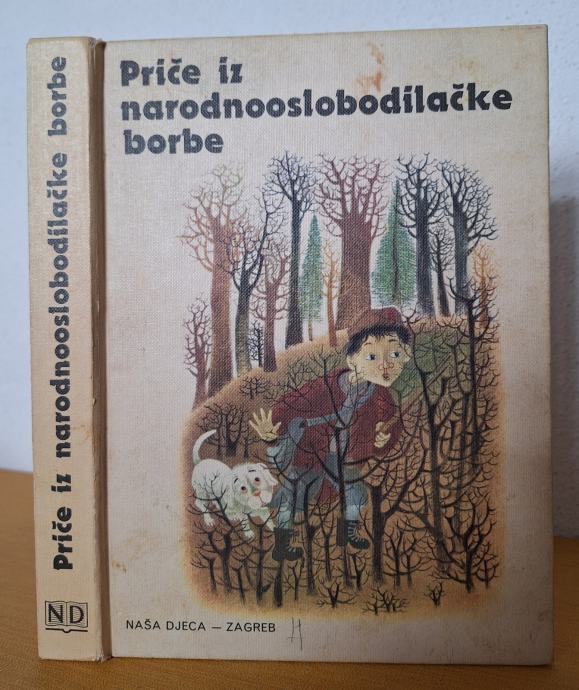 Priče iz narodnooslobodilačke borbe
ND
Priče iz
narodnooslobodilačke
borbe
NAŠA DJECA — ZAGREB